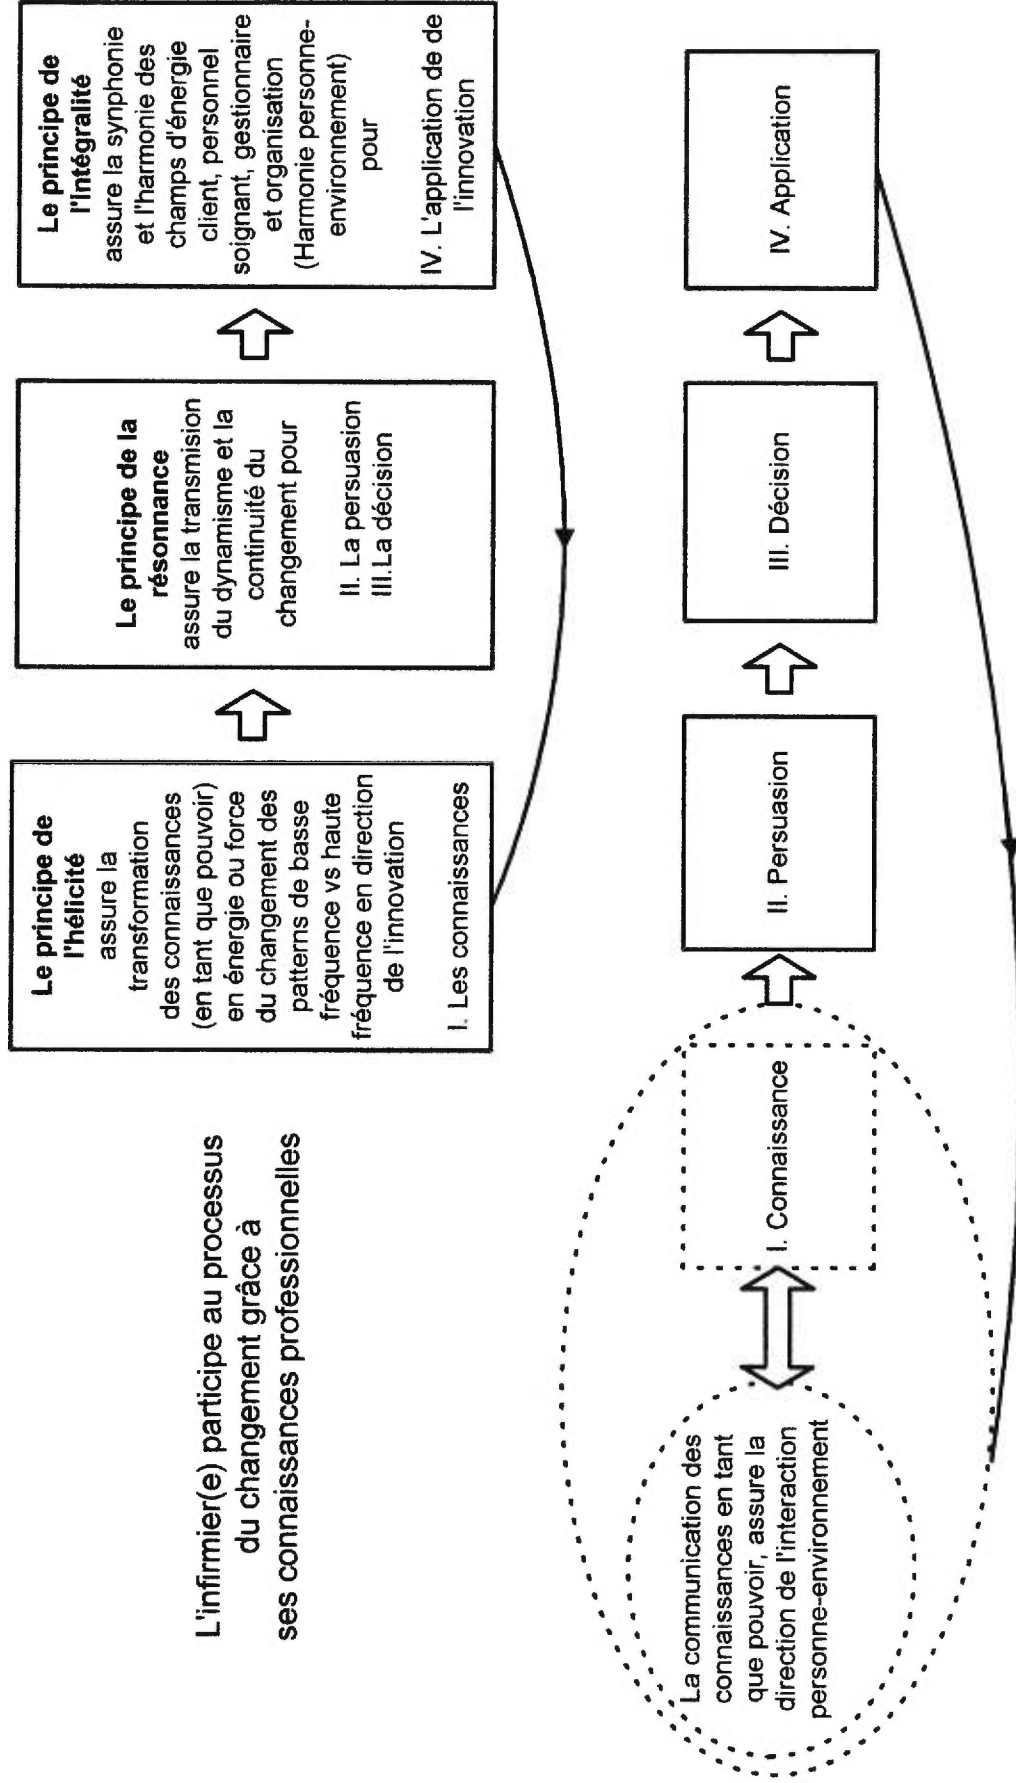 L'infirmier(e) participe au processus
du changement grâce à
ses connaissances professionnelles
Le principe de
l'hélicité
assure la
transformation
des connaissances
(en tant que pouvoir)
en énergie ou force
du changement des
patterns de basse
fréquence vs haute
fréquence en direction
de l'innovation
I. Les connaissances
Le principe de la
résonnance
assure la transmision
du dynamisme et la
continuité du
changement pour
II. La persuasion
III.La décision
Le principe de
l'Intégralité
assure la synphonie
et l'harmonie des
champs d'énergie
client, personnel
soignant, gestionnaire
et organisation
(Harmonie personne-
environnement)
pour
IV. L'application de de
l'innovation
La communication des
connaissances en tant
que pouvoir, assure la
direction de l'interaction
personne-environnement
I. Connaissance
II. Persuasion
III. Décision
IV. Application